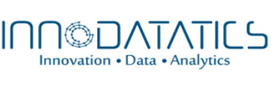 INNODATATICS
Innovation • Data • Analytics